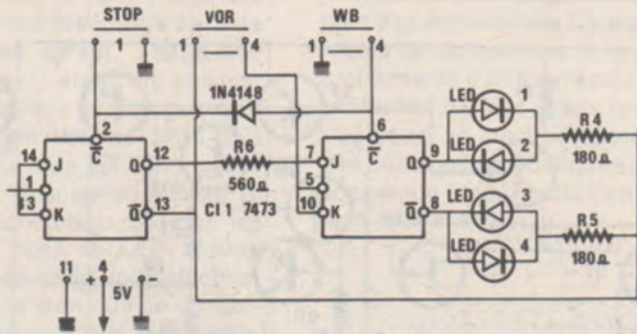 STOP VOR WB
1 1 4 1 4
1N4148
2 6
C C
14 J Q 12 R6 7 J Q 9 LED 1 R4
1 560Ω 5 LED 2 180Ω
13 K Q 13 CI 1 7473 10 K Q 8 LED 3 R5
LED 4 180Ω
11 + 4 5V -